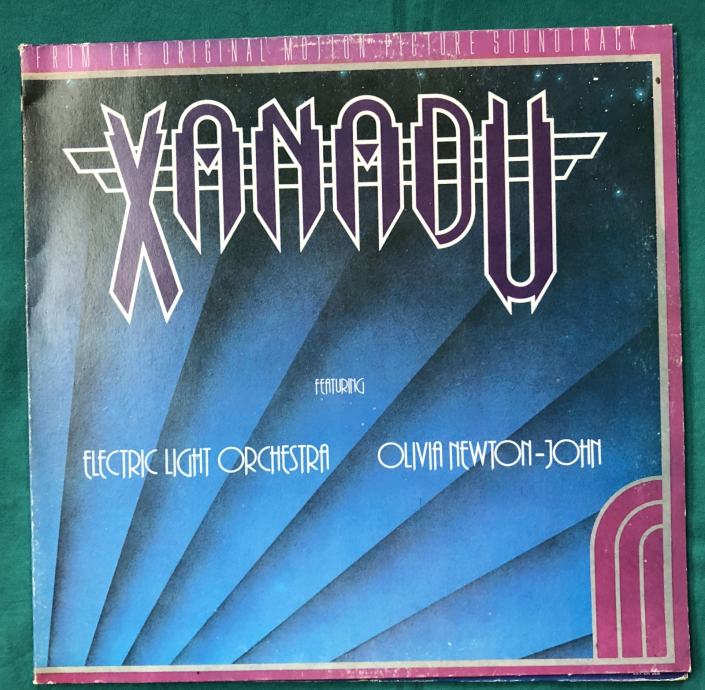 FROM THE ORIGINAL MOTION PICTURE SOUNDTRACK
XANADU
FEATURING
ELECTRIC LIGHT ORCHESTRA OLIVIA NEWTON-JOHN